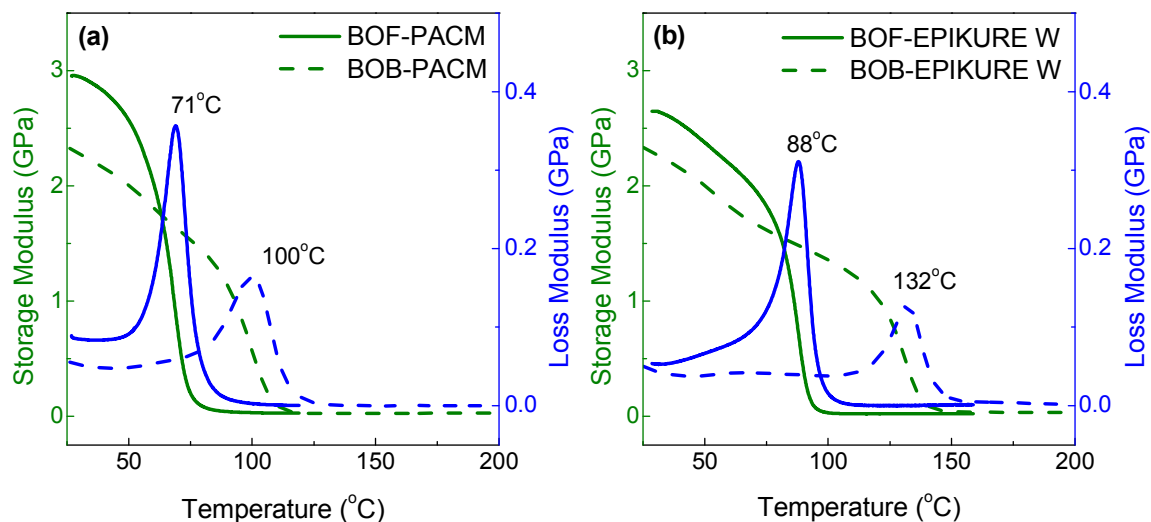 (a)
BOF-PACM
BOB-PACM
71°C
100°C
3
2
1
0
Storage Modulus (GPa)
0.4
0.2
0.0
Loss Modulus (GPa)
50
100
150
200
Temperature (°C)
(b)
BOF-EPIKURE W
BOB-EPIKURE W
88°C
132°C
3
2
1
0
Storage Modulus (GPa)
0.4
0.2
0.0
Loss Modulus (GPa)
50
100
150
200
Temperature (°C)